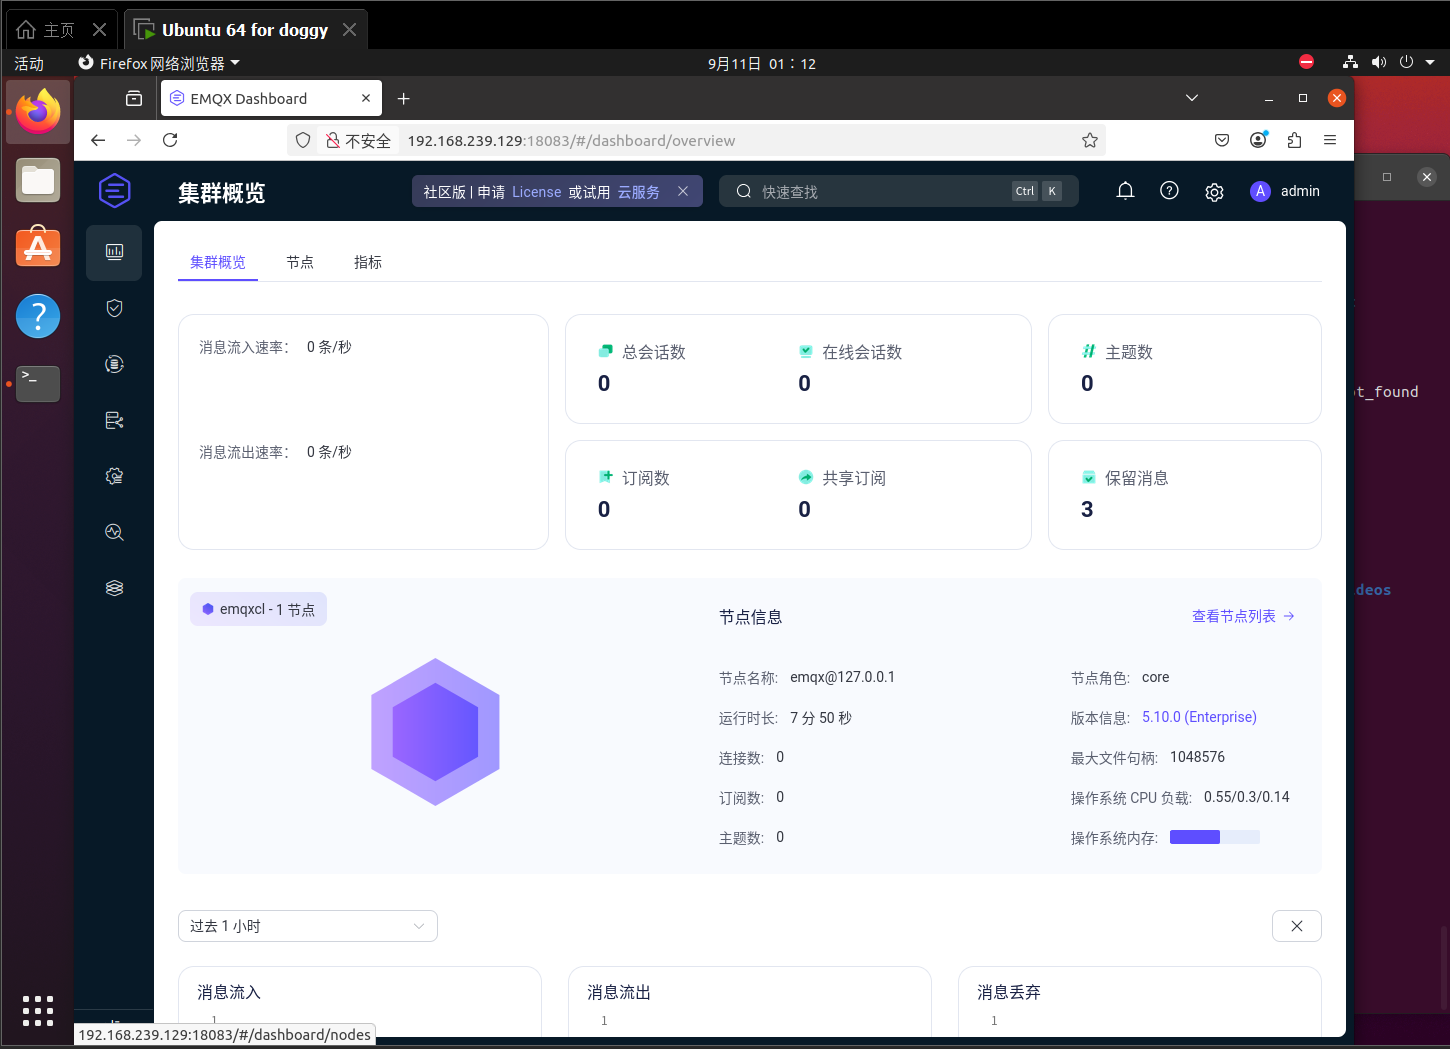 主页
Ubuntu 64 for doggy
活动
Firefox 网络浏览器
9月11日 01：12
EMQX Dashboard
不安全
192.168.239.129:18083/#/dashboard/overview
集群概览
社区版 | 申请 License 或试用 云服务
快速查找
Ctrl
K
A
admin
集群概览
节点
指标
消息流入速率：
0 条/秒
总会话数
0
在线会话数
0
主题数
0
消息流出速率：
0 条/秒
订阅数
0
共享订阅
0
保留消息
3
ot_found
deos
emqxcl - 1 节点
节点信息
查看节点列表 →
节点名称:
emqx@127.0.0.1
节点角色:
core
运行时长:
7 分 50 秒
版本信息:
5.10.0 (Enterprise)
连接数:
0
最大文件句柄:
1048576
订阅数:
0
操作系统 CPU 负载:
0.55/0.3/0.14
主题数:
0
操作系统内存:
过去 1 小时
消息流入
1
消息流出
1
消息丢弃
1
192.168.239.129:18083/#/dashboard/nodes